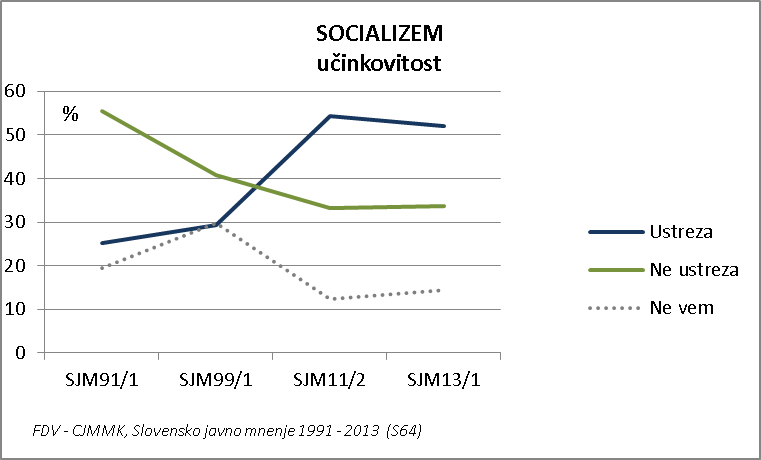 SOCIALIZEM
učinkovitost
60
%
50
40
30
20
10
0
SJM91/1 SJM99/1 SJM11/2 SJM13/1
Ustreza
Ne ustreza
Ne vem
FDV - CJMMK, Slovensko javno mnenje 1991 - 2013 (S64)